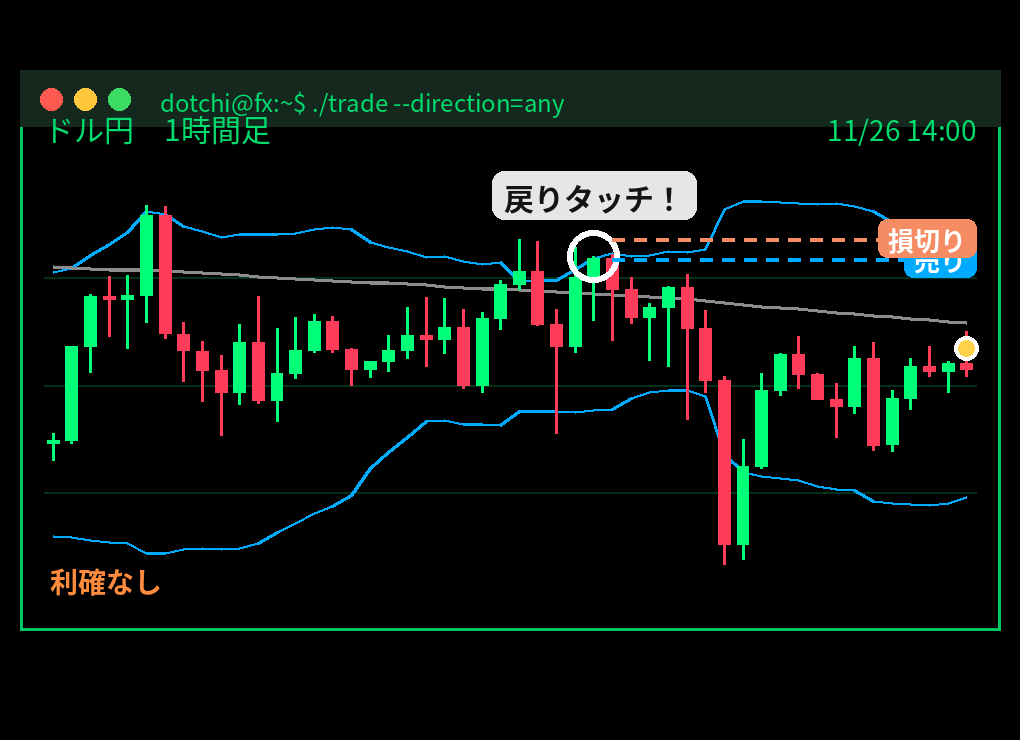 dotchi@fx:~$ ./trade --direction=any
ドル円 1時間足
11/26 14:00
戻りタッチ！
損切り
売り
利確なし